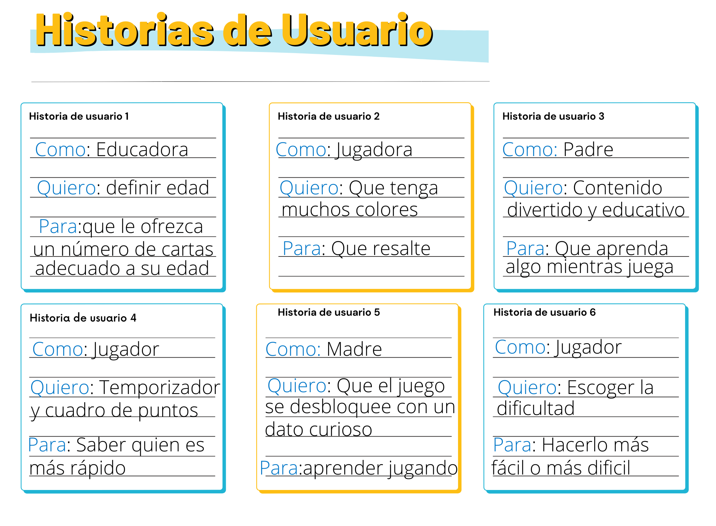 Historias de Usuario
Historia de usuario 1
Como: Educadora
Quiero: definir edad
Para:que le ofrezca
un número de cartas
adecuado a su edad
Historia de usuario 2
Como: Jugadora
Quiero: Que tenga
muchos colores
Para: Que resalte
Historia de usuario 3
Como: Padre
Quiero: Contenido
divertido y educativo
Para: Que aprenda
algo mientras juega
Historia de usuario 4
Como: Jugador
Quiero: Temporizador
y cuadro de puntos
Para: Saber quien es
más rápido
Historia de usuario 5
Como: Madre
Quiero: Que el juego
se desbloquee con un
dato curioso
Para:aprender jugando
Historia de usuario 6
Como: Jugador
Quiero: Escoger la
dificultad
Para: Hacerlo más
fácil o más dificil